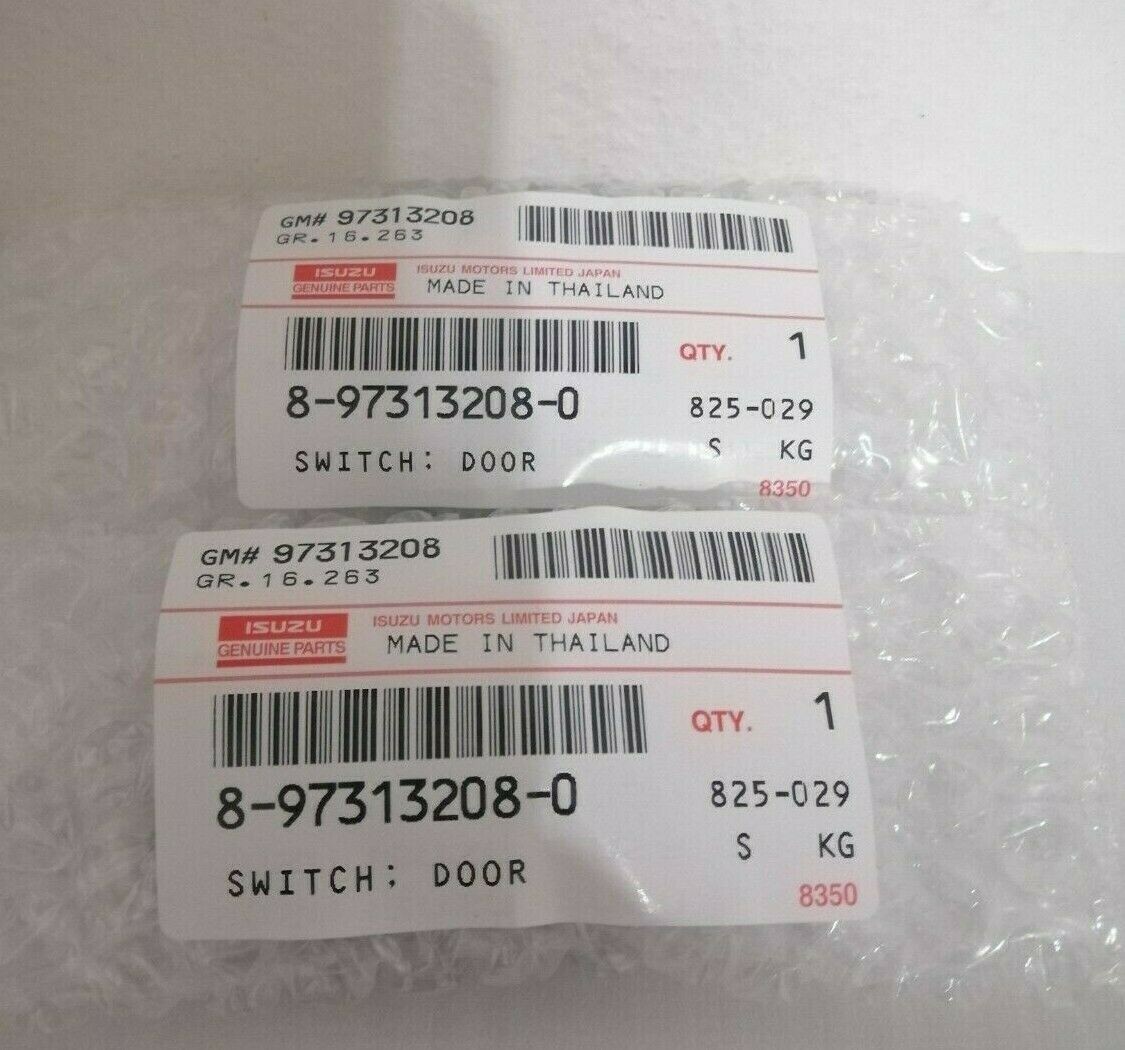 GM# 97313208
GR.16.263
ISUZU
GENUINE PARTS
ISUZU MOTORS LIMITED JAPAN
MADE IN THAILAND
QTY. 1
8-97313208-0
825-029
SWITCH; DOOR
S KG
8350
GM# 97313208
GR.16.263
ISUZU
GENUINE PARTS
ISUZU MOTORS LIMITED JAPAN
MADE IN THAILAND
QTY. 1
8-97313208-0
825-029
SWITCH; DOOR
S KG
8350